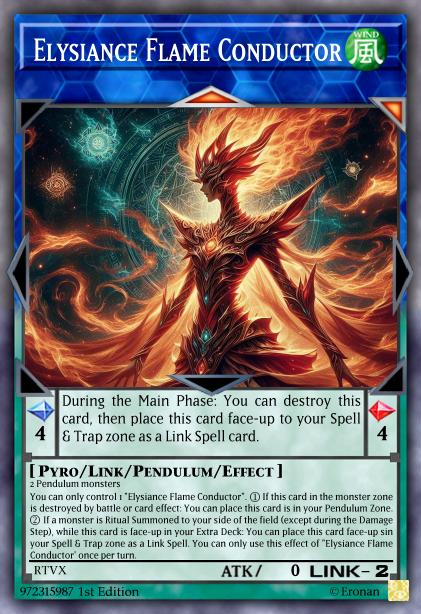 Elysiance Flame Conductor
WIND
風
During the Main Phase: You can destroy this
card, then place this card face-up to your Spell
& Trap zone as a Link Spell card.
4
4
[ Pyro/Link/Pendulum/Effect ]
2 Pendulum monsters
You can only control 1 "Elysiance Flame Conductor". ① If this card in the monster zone
is destroyed by battle or card effect: You can place this card is in your Pendulum Zone.
② If a monster is Ritual Summoned to your side of the field (except during the Damage
Step), while this card is face-up in your Extra Deck: You can place this card face-up sin
your Spell & Trap zone as a Link Spell. You can only use this effect of "Elysiance Flame
Conductor' once per turn.
RTVX ATK/ 0 LINK-2
972315987 1st Edition © Eronan